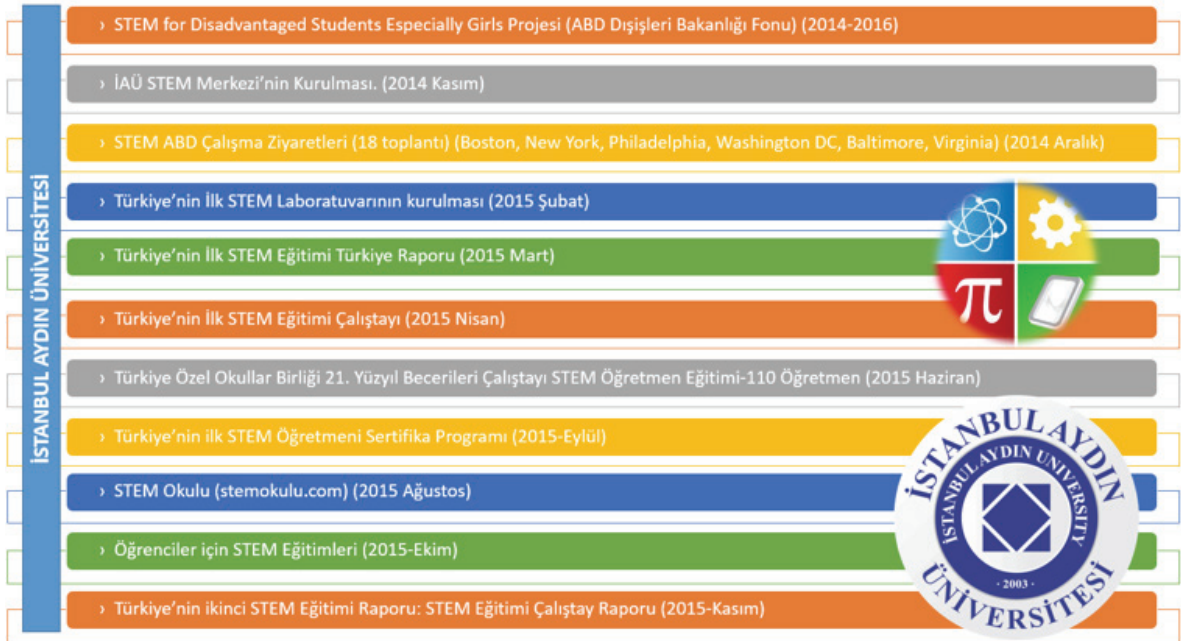 İSTANBUL AYDIN ÜNİVERSİTESİ
› STEM for Disadvantaged Students Especially Girls Projesi (ABD Dışişleri Bakanlığı Fonu) (2014-2016)
› İAÜ STEM Merkezi’nin Kurulması. (2014 Kasım)
› STEM ABD Çalışma Ziyaretleri (18 toplantı) (Boston, New York, Philadelphia, Washington DC, Baltimore, Virginia) (2014 Aralık)
› Türkiye’nin İlk STEM Laboratuvarının kurulması (2015 Şubat)
› Türkiye’nin İlk STEM Eğitimi Türkiye Raporu (2015 Mart)
› Türkiye’nin İlk STEM Eğitimi Çalıştayı (2015 Nisan)
› Türkiye Özel Okullar Birliği 21. Yüzyıl Becerileri Çalıştayı STEM Öğretmen Eğitimi-110 Öğretmen (2015 Haziran)
› Türkiye’nin ilk STEM Öğretmeni Sertifika Programı (2015-Eylül)
› STEM Okulu (stemokulu.com) (2015 Ağustos)
› Öğrenciler için STEM Eğitimleri (2015-Ekim)
› Türkiye’nin ikinci STEM Eğitimi Raporu: STEM Eğitimi Çalıştay Raporu (2015-Kasım)
π
İSTANBUL AYDIN
ÜNİVERSİTESİ
İSTANBUL AYDIN UNIVERSITY
· 2003 ·